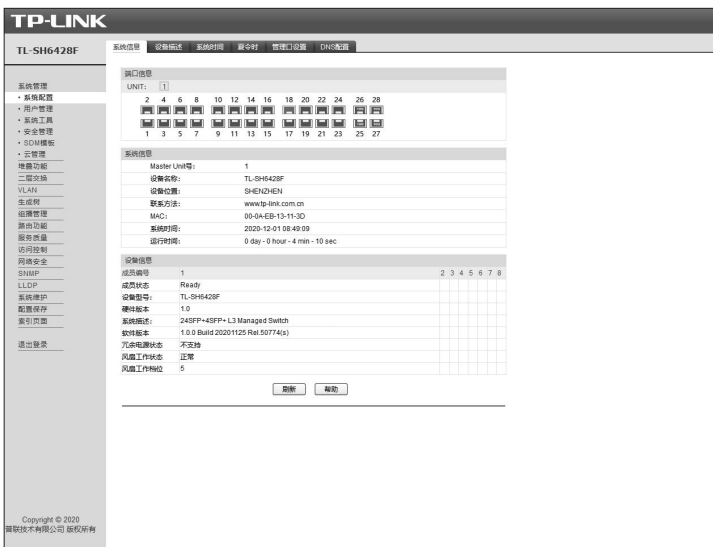 TP-LINK
TL-SH6428F
系统信息 设备描述 系统时间 夏令时 管理口设置 DNS配置
系统管理
• 系统配置
• 用户管理
• 系统工具
• 安全管理
• SDM模板
• 云管理
堆叠功能
二层交换
VLAN
生成树
组播管理
路由功能
服务质量
访问控制
网络安全
SNMP
LLDP
系统维护
配置保存
索引页面
退出登录
Copyright © 2020
普联技术有限公司 版权所有
端口信息
UNIT: 1
2 4 6 8 10 12 14 16 18 20 22 24 26 28
1 3 5 7 9 11 13 15 17 19 21 23 25 27
系统信息
Master Unit号: 1
设备名称: TL-SH6428F
设备位置: SHENZHEN
联系方法: www.tp-link.com.cn
MAC: 00-0A-EB-13-11-3D
系统时间: 2020-12-01 08:49:09
运行时间: 0 day - 0 hour - 4 min - 10 sec
设备信息
成员编号 1 2 3 4 5 6 7 8
成员状态 Ready
设备型号: TL-SH6428F
硬件版本 1.0
系统描述: 24SFP+4SFP+ L3 Managed Switch
软件版本 1.0.0 Build 20201125 Rel.50774(s)
冗余电源状态 不支持
风扇工作状态 正常
风扇工作档位 5
刷新 帮助